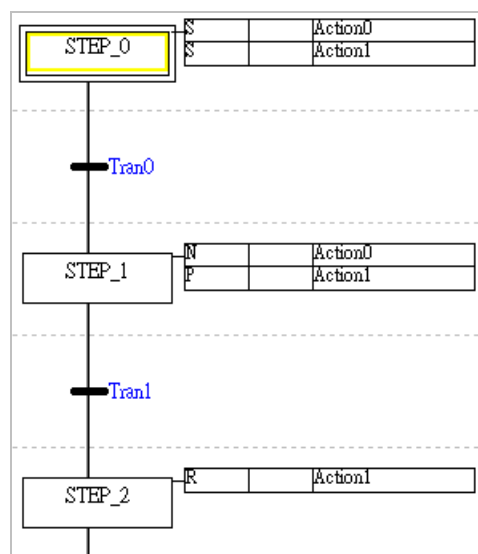 STEP_0 S Action0
S Action1
Tran0
STEP_1 N Action0
P Action1
Tran1
STEP_2 R Action1